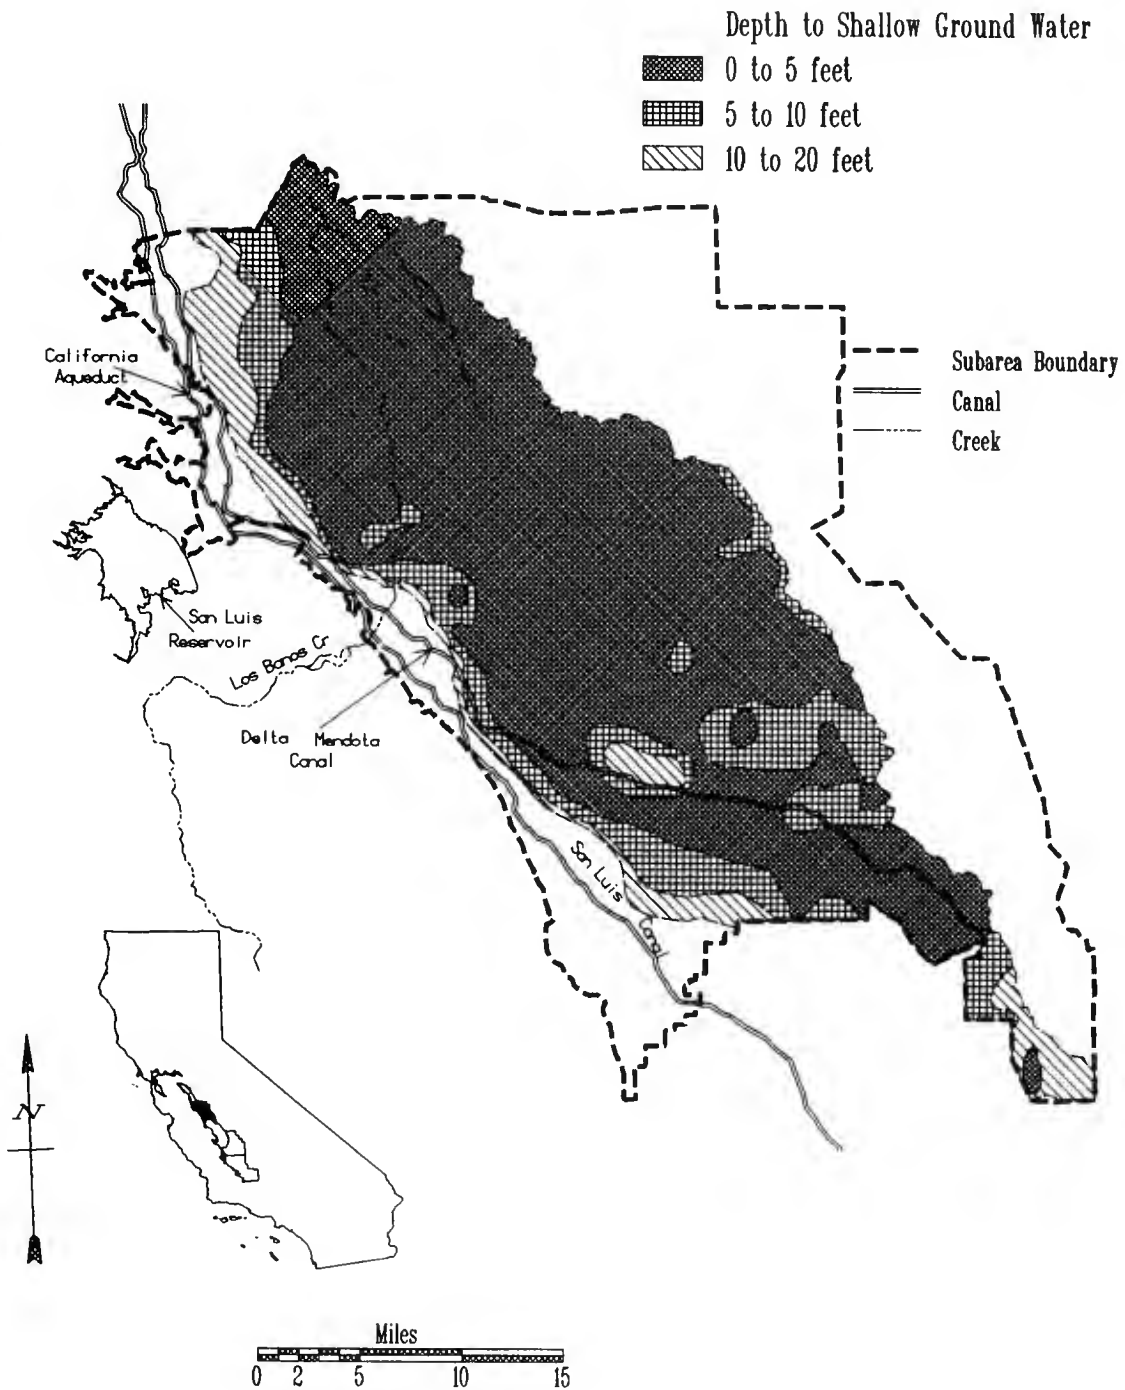 Depth to Shallow Ground Water
0 to 5 feet
5 to 10 feet
10 to 20 feet
California
Aqueduct
Subarea Boundary
Canal
Creek
San Luis
Reservoir
Los Banos Cr
Delta Mendota
Canal
San Luis
Canal
N
Miles
0 2 5 10 15